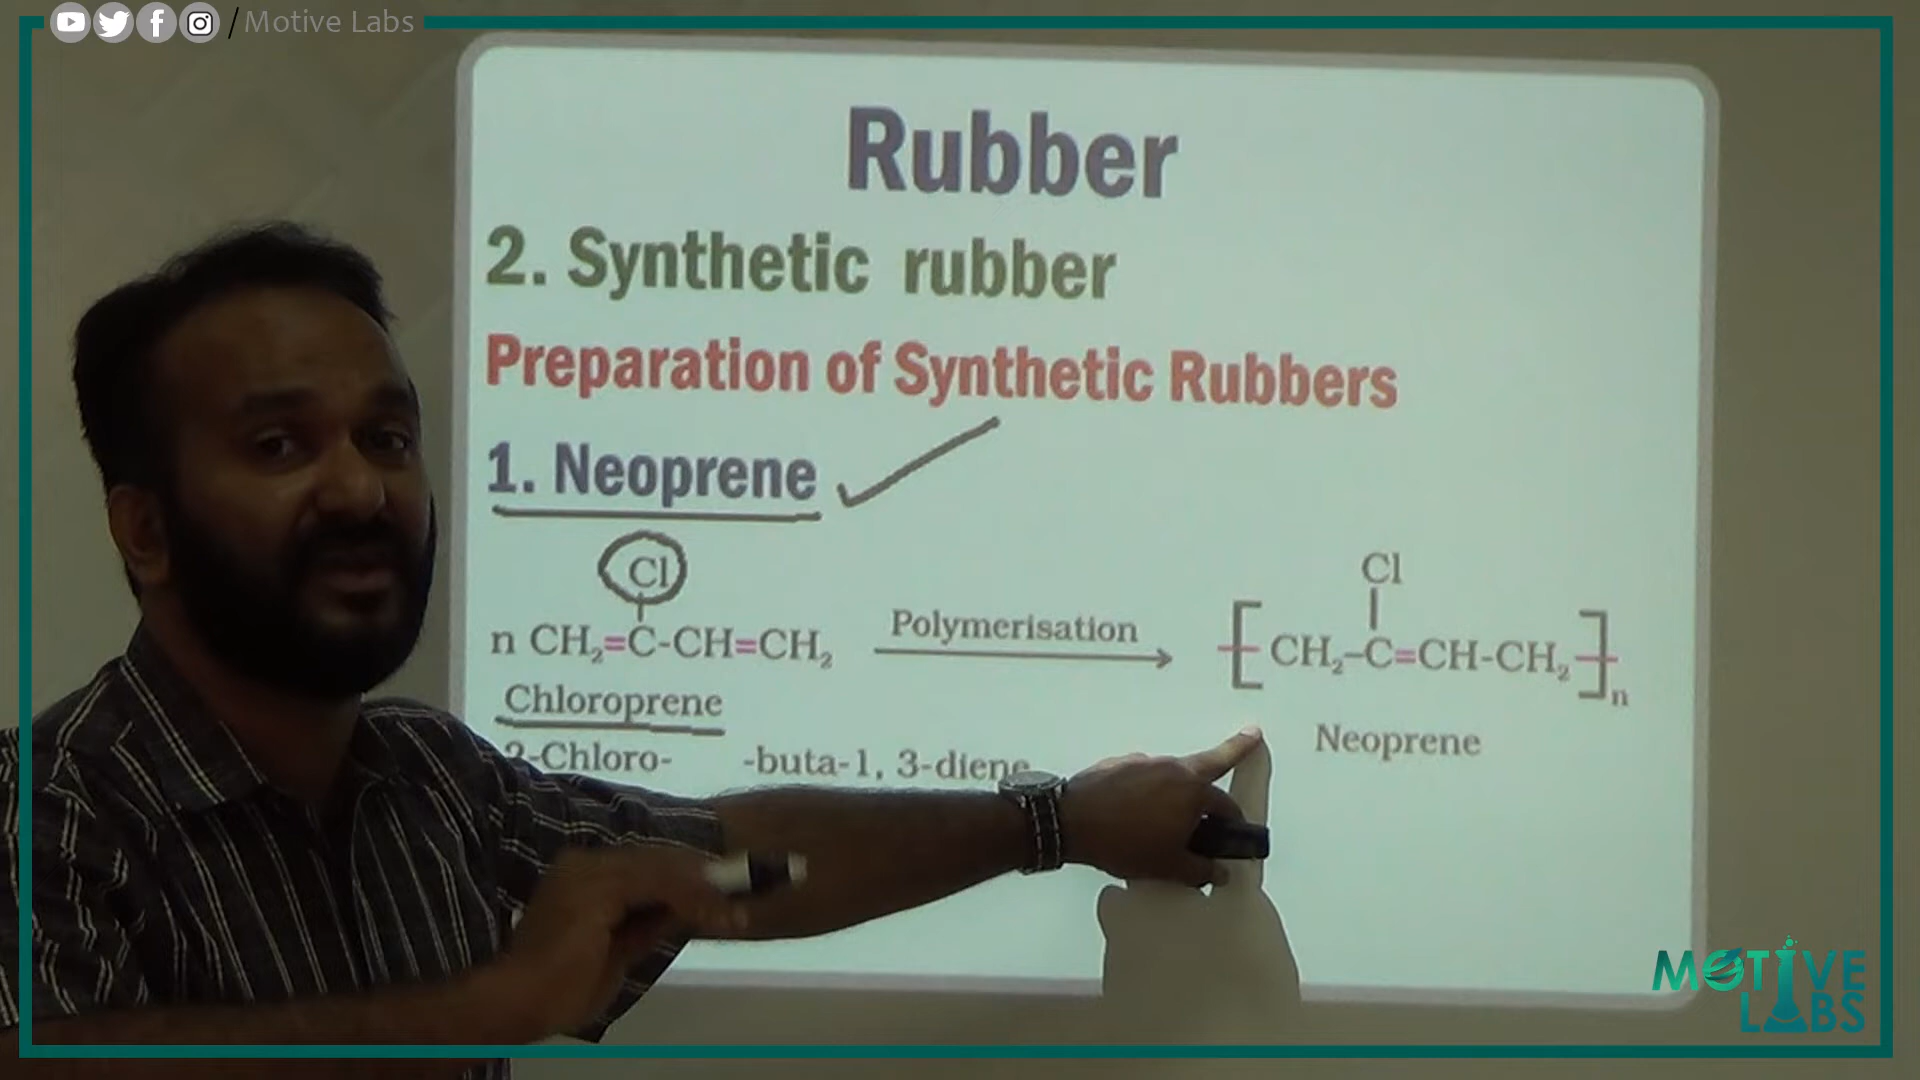 / Motive Labs
Rubber
2. Synthetic rubber
Preparation of Synthetic Rubbers
1. Neoprene
Cl
n CH₂=C-CH=CH₂
Chloroprene
2-Chloro- -buta-1, 3-diene
Polymerisation
Cl
[CH₂-C=CH-CH₂]n
Neoprene
MOTIVE
LABS